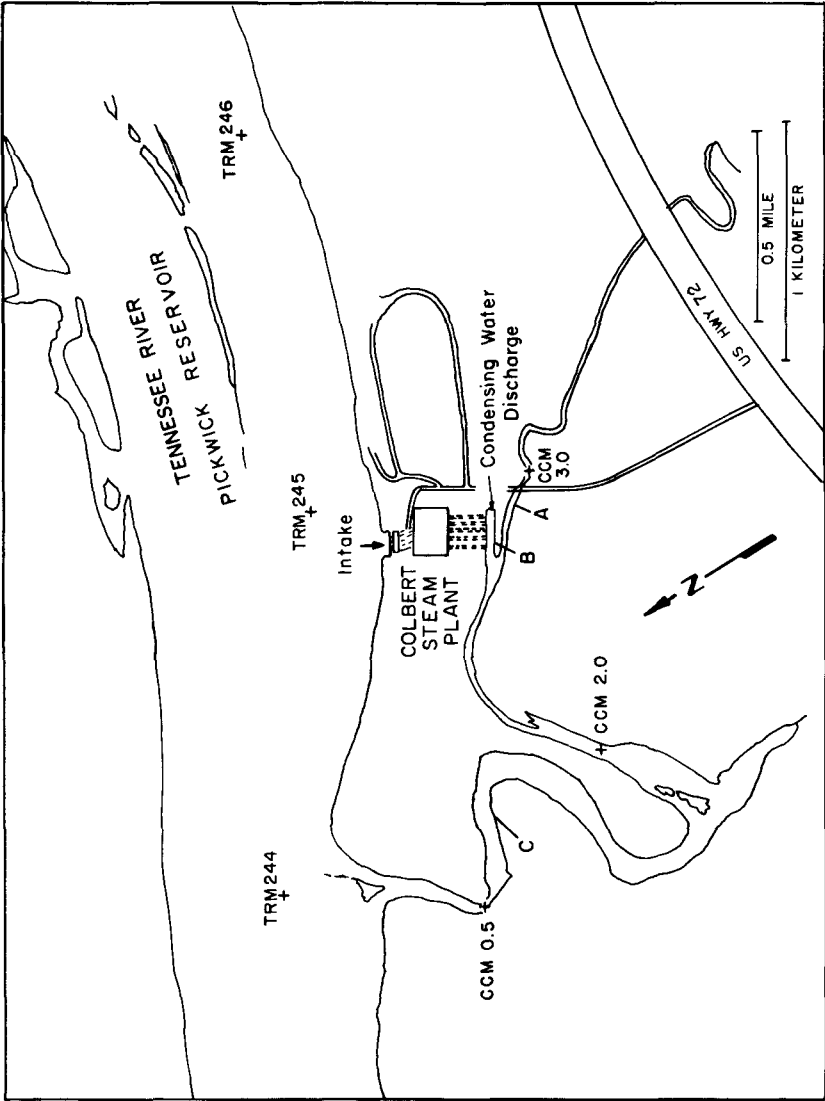 TRM 246
TENNESSEE RIVER
PICKWICK RESERVOIR
TRM 245
Intake
COLBERT
STEAM
PLANT
Condensing Water
Discharge
CCM
3.0
A
B
US HWY 72
0.5 MILE
1 KILOMETER
N
CCM 2.0
C
TRM 244
CCM 0.5